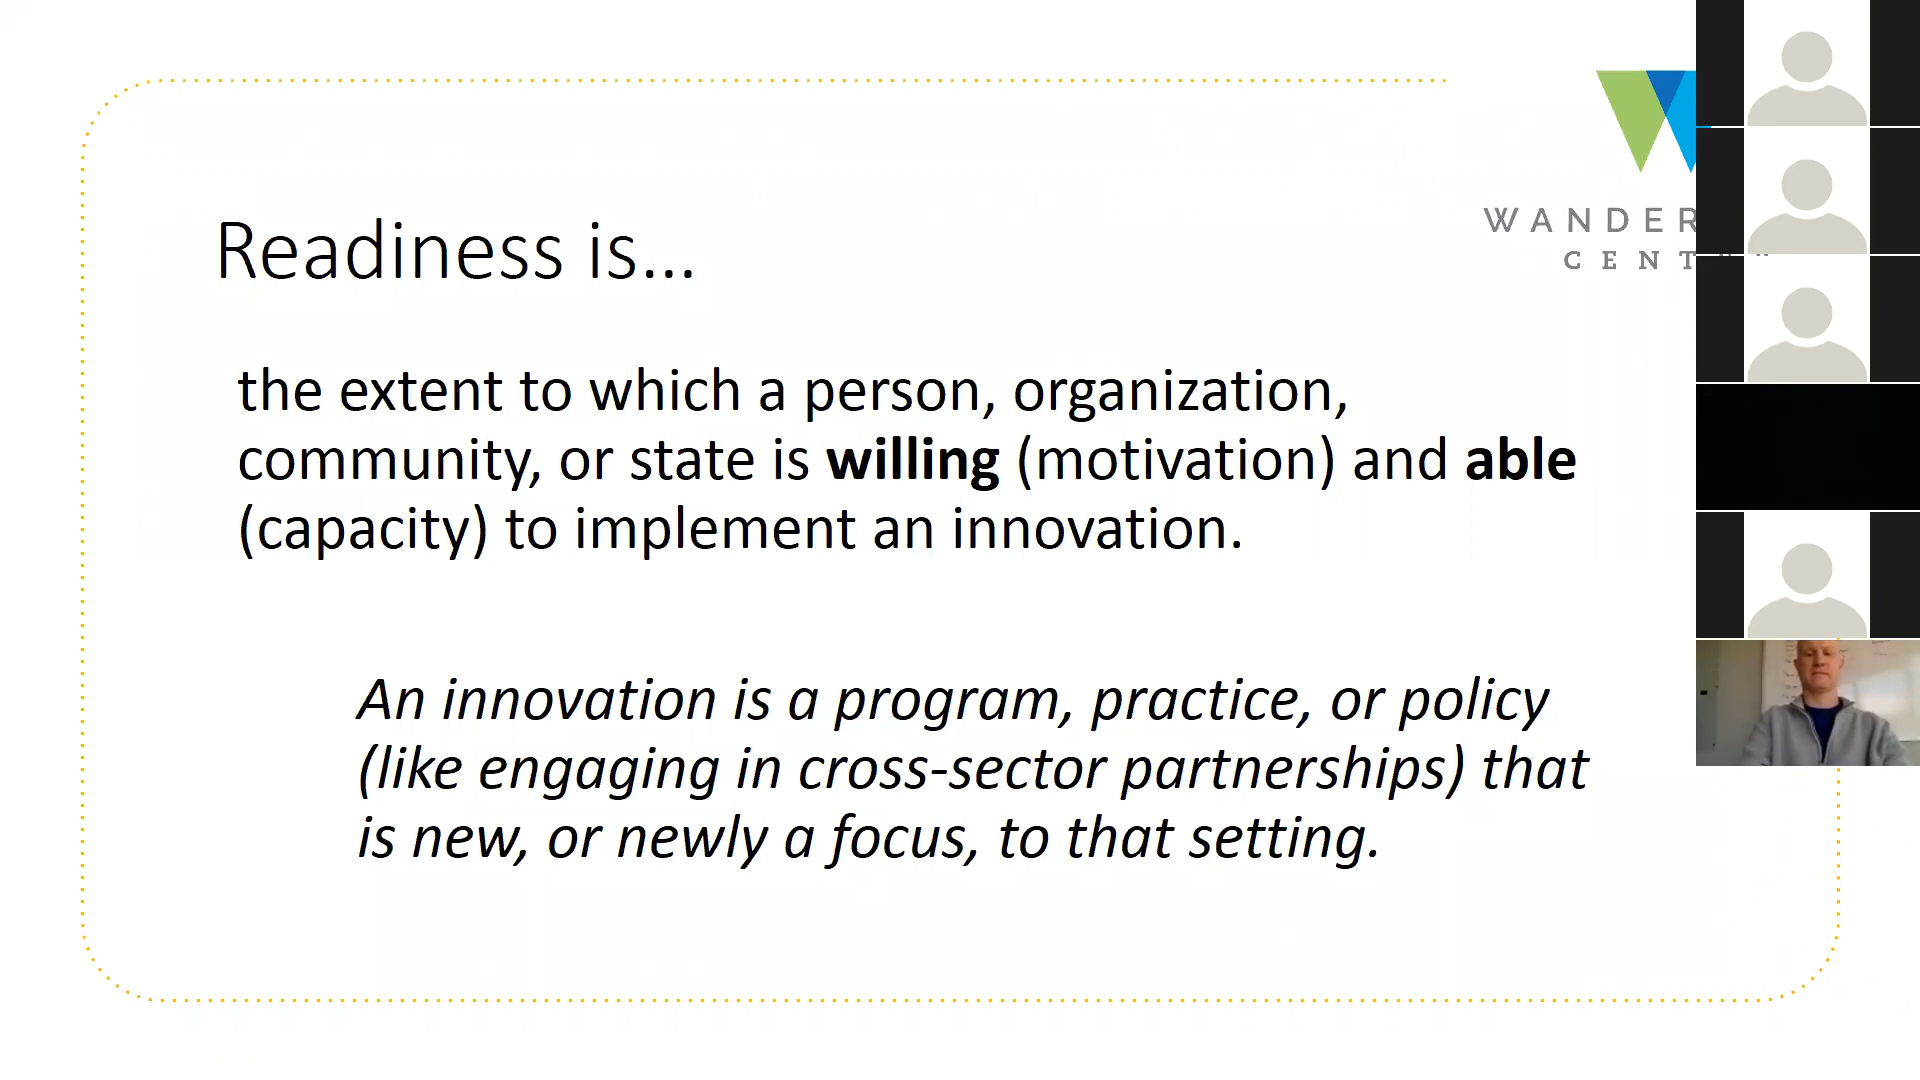 Readiness is...
the extent to which a person, organization,
community, or state is willing (motivation) and able
(capacity) to implement an innovation.
An innovation is a program, practice, or policy
(like engaging in cross-sector partnerships) that
is new, or newly a focus, to that setting.